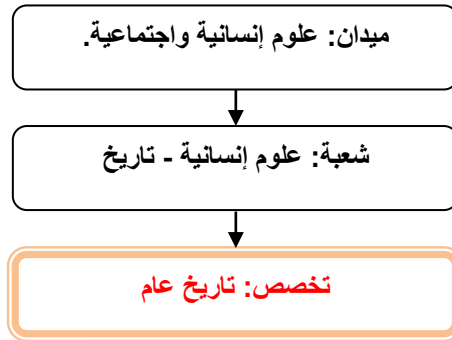 ميدان: علوم إنسانية واجتماعية.
شعبة: علوم إنسانية - تاريخ
تخصص: تاريخ عام